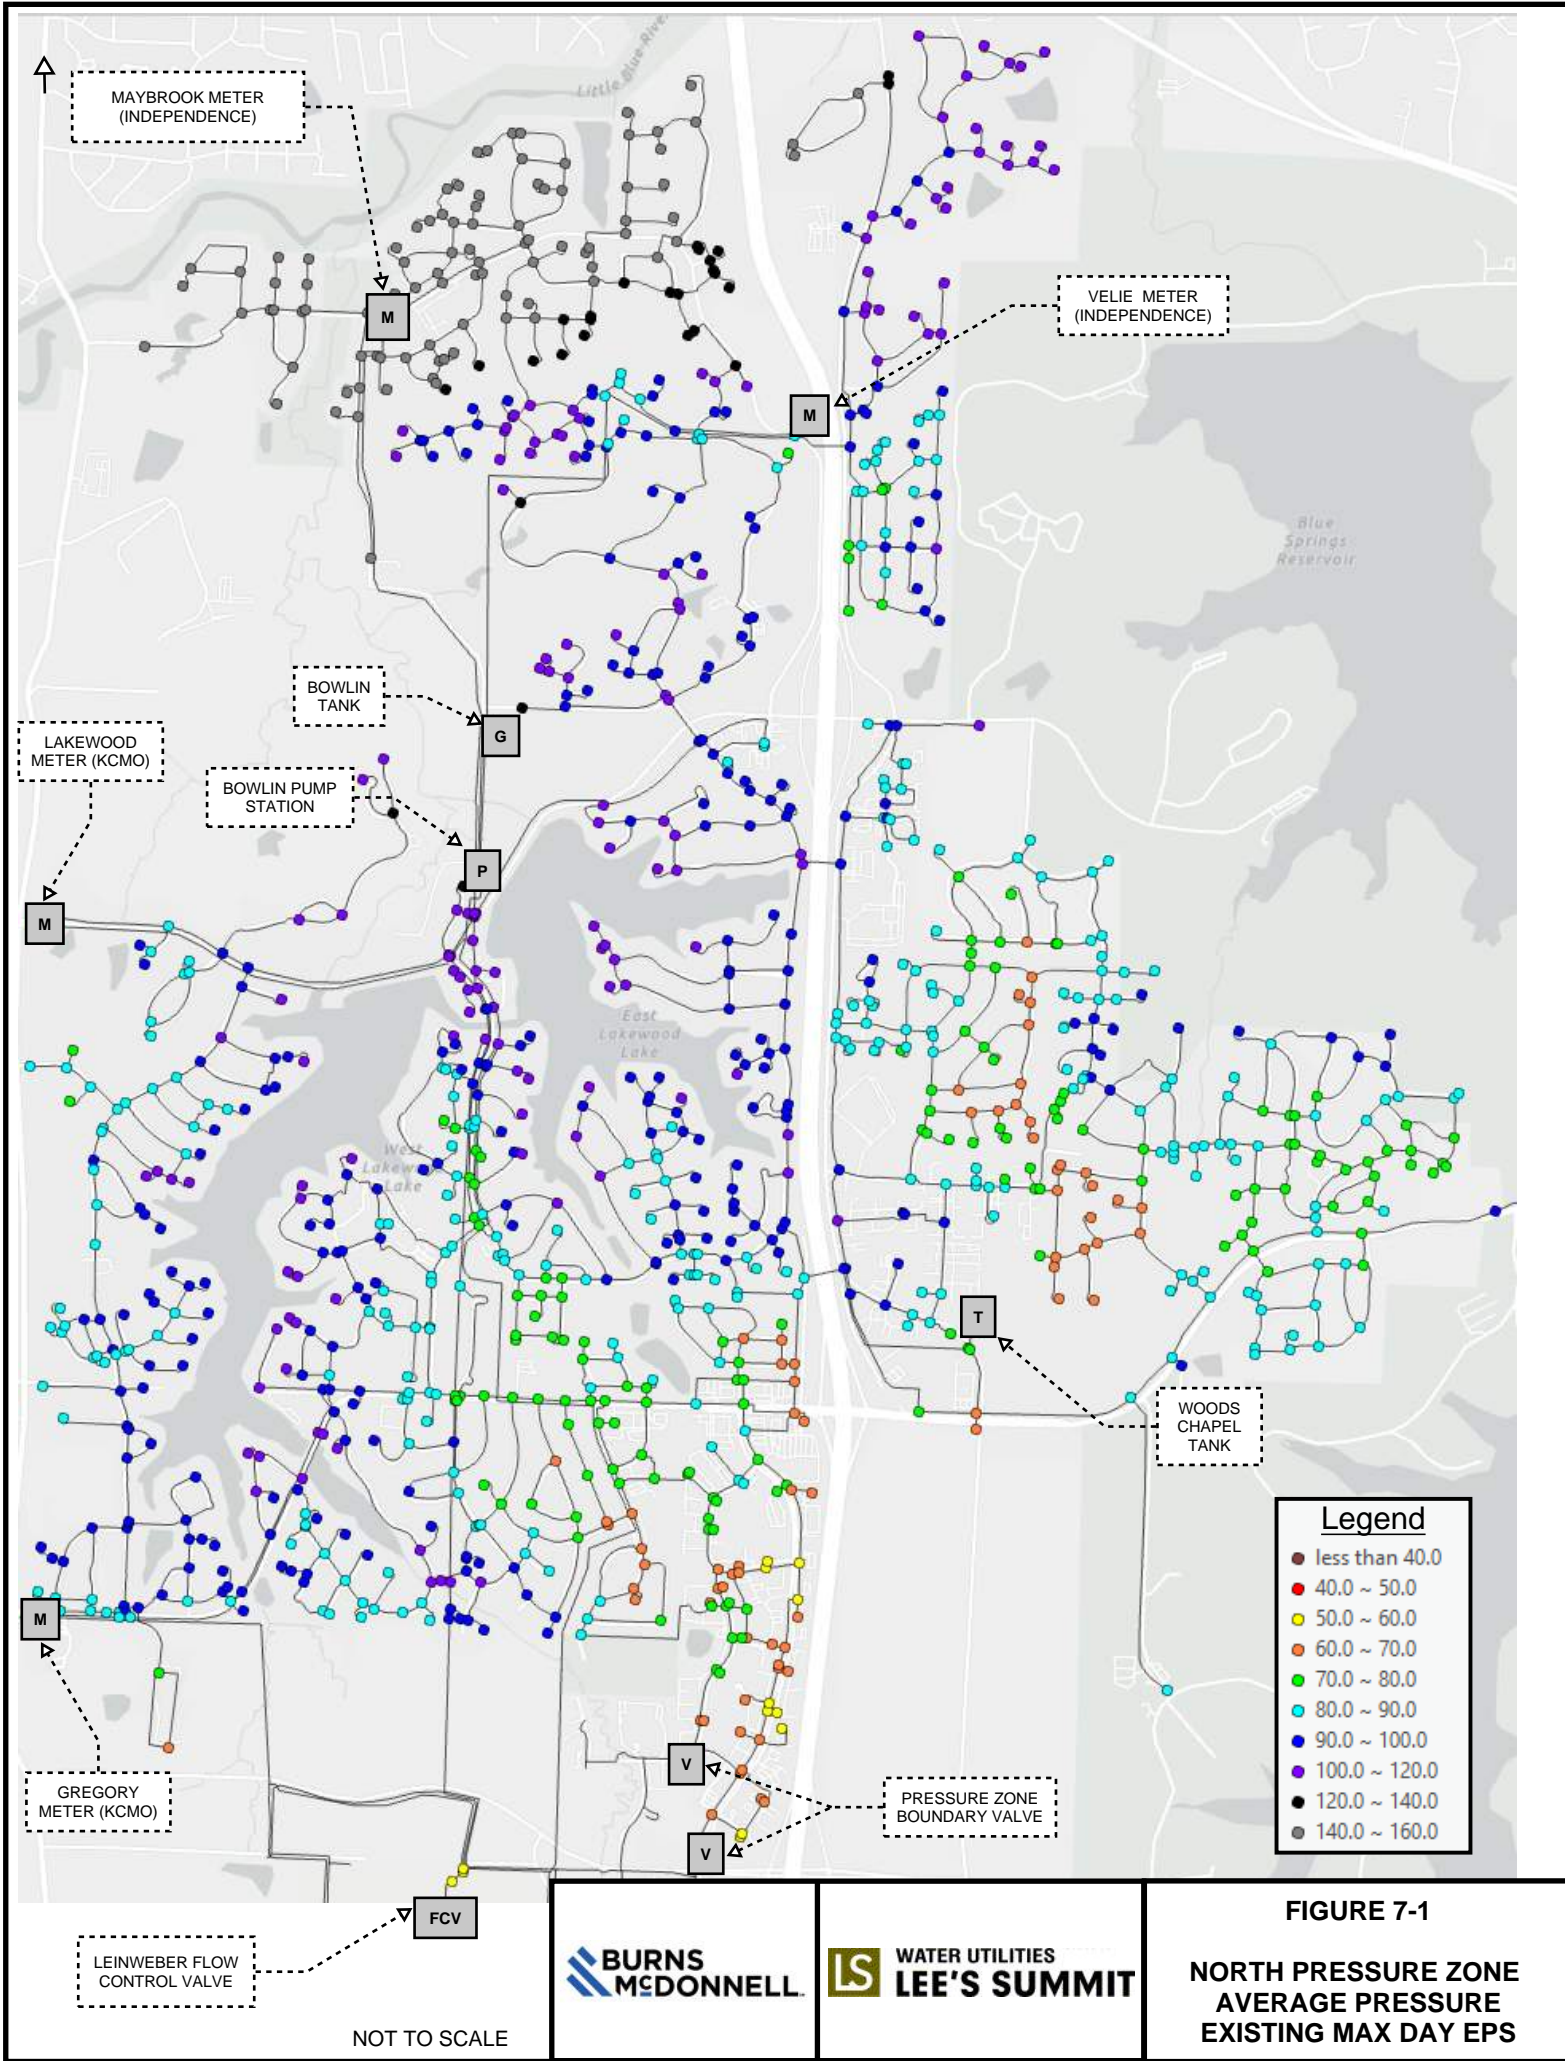 Little Blue River
MAYBROOK METER
(INDEPENDENCE)
M
VELIE METER
(INDEPENDENCE)
M
Blue
Springs
Reservoir
BOWLIN
TANK
G
LAKEWOOD
METER (KCMO)
BOWLIN PUMP
STATION
P
M
East
Lakewood
Lake
West
Lakewood
Lake
T
WOODS
CHAPEL
TANK
M
GREGORY
METER (KCMO)
V
PRESSURE ZONE
BOUNDARY VALVE
V
FCV
LEINWEBER FLOW
CONTROL VALVE
Legend
less than 40.0
40.0 ~ 50.0
50.0 ~ 60.0
60.0 ~ 70.0
70.0 ~ 80.0
80.0 ~ 90.0
90.0 ~ 100.0
100.0 ~ 120.0
120.0 ~ 140.0
140.0 ~ 160.0
NOT TO SCALE
BURNS
McDONNELL
LS
WATER UTILITIES
LEE'S SUMMIT
FIGURE 7-1
NORTH PRESSURE ZONE
AVERAGE PRESSURE
EXISTING MAX DAY EPS